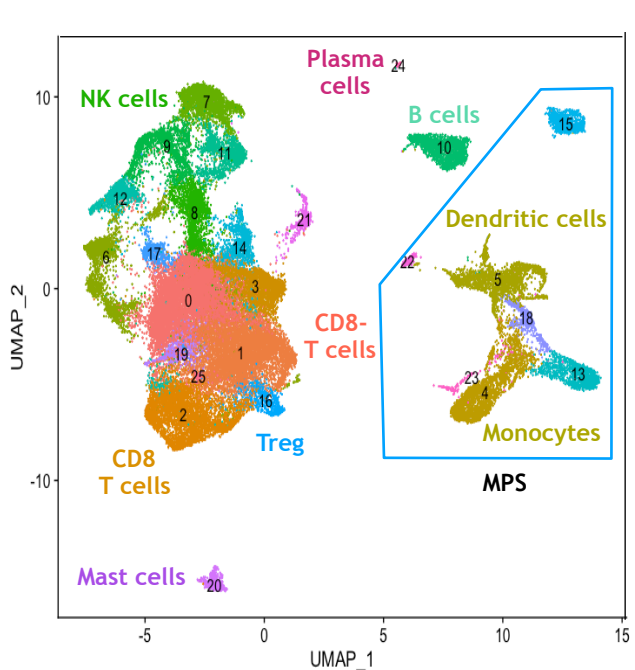 Plasma
cells
24
NK cells
10
7
B cells
15
9
11
10
12
Dendritic cells
8
21
5
6
17
14
22
UMAP_2
0
0
3
5
18
CD8-
T cells
19
1
13
25
23
4
2
16
Monocytes
Treg
CD8
T cells
-10
MPS
Mast cells
20
-5
0
5
10
15
UMAP_1